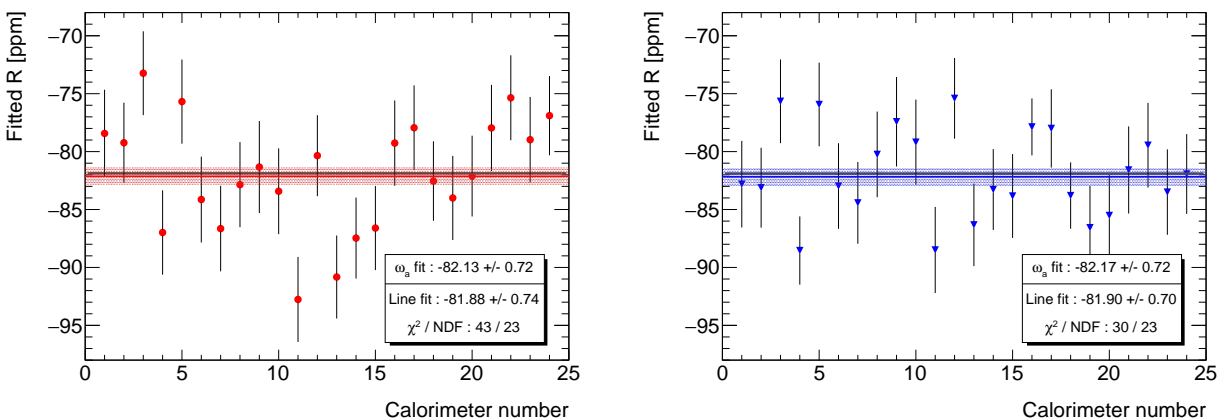 Fitted R [ppm]
−70
−75
−80
−85
−90
−95
ωa fit : -82.13 +/- 0.72
Line fit : -81.88 +/- 0.74
χ² / NDF : 43 / 23
0 5 10 15 20 25
Calorimeter number
Fitted R [ppm]
−70
−75
−80
−85
−90
−95
ωa fit : -82.17 +/- 0.72
Line fit : -81.90 +/- 0.70
χ² / NDF : 30 / 23
0 5 10 15 20 25
Calorimeter number